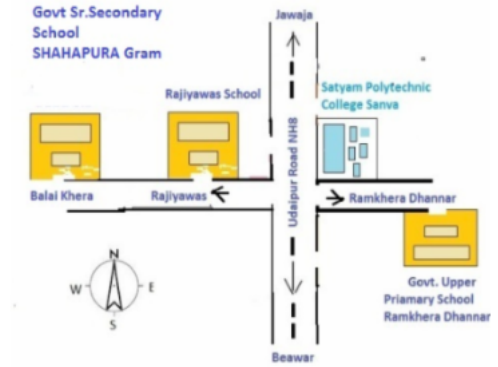 Govt Sr.Secondary
School
SHAHAPURA Gram
Jawaja
Rajiyawas School
Satyam Polytechnic
College Sanva
Udaipur Road NH8
Balai Khera
Rajiyawas
Ramkhera Dhannar
N
W
E
S
Govt. Upper
Priamary School
Ramkhera Dhannar
Beawar